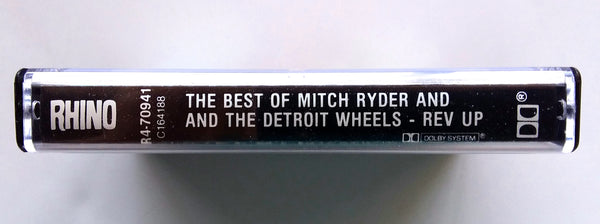 RHINO
R4-70941
C164188
THE BEST OF MITCH RYDER AND
AND THE DETROIT WHEELS - REV UP
DOLBY SYSTEM®
®